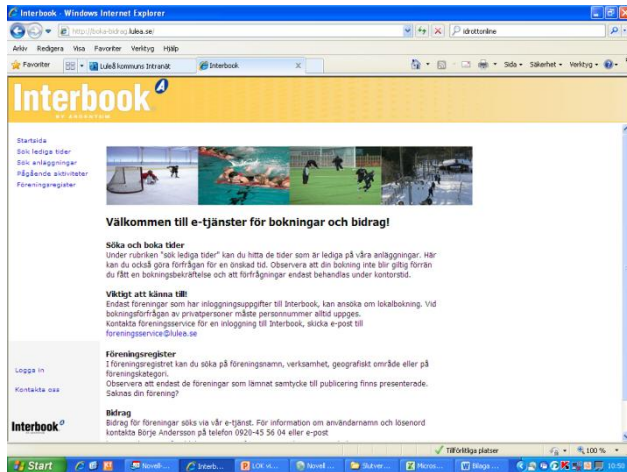 Interbook - Windows Internet Explorer
http://boka-bidrag.lulea.se/
idrottonline
Arkiv Redigera Visa Favoriter Verktyg Hjälp
Favoriter
Luleå kommuns Intranät
Interbook
Sida Säkerhet Verktyg
Interbook
Startsida
Sök lediga tider
Sök anläggningar
Pågående aktiviteter
Föreningsregister
Välkommen till e-tjänster för bokningar och bidrag!
Söka och boka tider
Under rubriken "sök lediga tider" kan du hitta de tider som är lediga på våra anläggningar. Här
kan du också göra förfrågan för en önskad tid. Observera att din bokning inte blir giltig förrän
du fått en bokningsbekräftelse och att förfrågningar endast behandlas under kontorstid.
Viktigt att känna till!
Endast föreningar som har inloggningsuppgifter till Interbook, kan ansöka om lokalbokning. Vid
bokningsförfrågan av privatpersoner måste personnummer alltid uppges.
Kontakta föreningsservice för en inloggning till Interbook, skicka e-post till
foreningsservice@lulea.se
Föreningsregister
I föreningsregistret kan du söka på föreningsnamn, verksamhet, geografiskt område eller på
föreningskategori.
Observera att endast de föreningar som lämnat samtycke till publicering finns presenterade.
Saknas din förening?
Bidrag
Bidrag för föreningar söks via vår e-tjänst. För information om användarnamn och lösenord
kontakta Börje Andersson på telefon 0920-45 56 04 eller e-post
Logga in
Kontakta oss
Interbook
Tillförlitliga platser
100 %
Start
Novell-...
Interb...
LOK vi...
Novell ...
Slutver...
Micros...
Bilaga ...
10:58